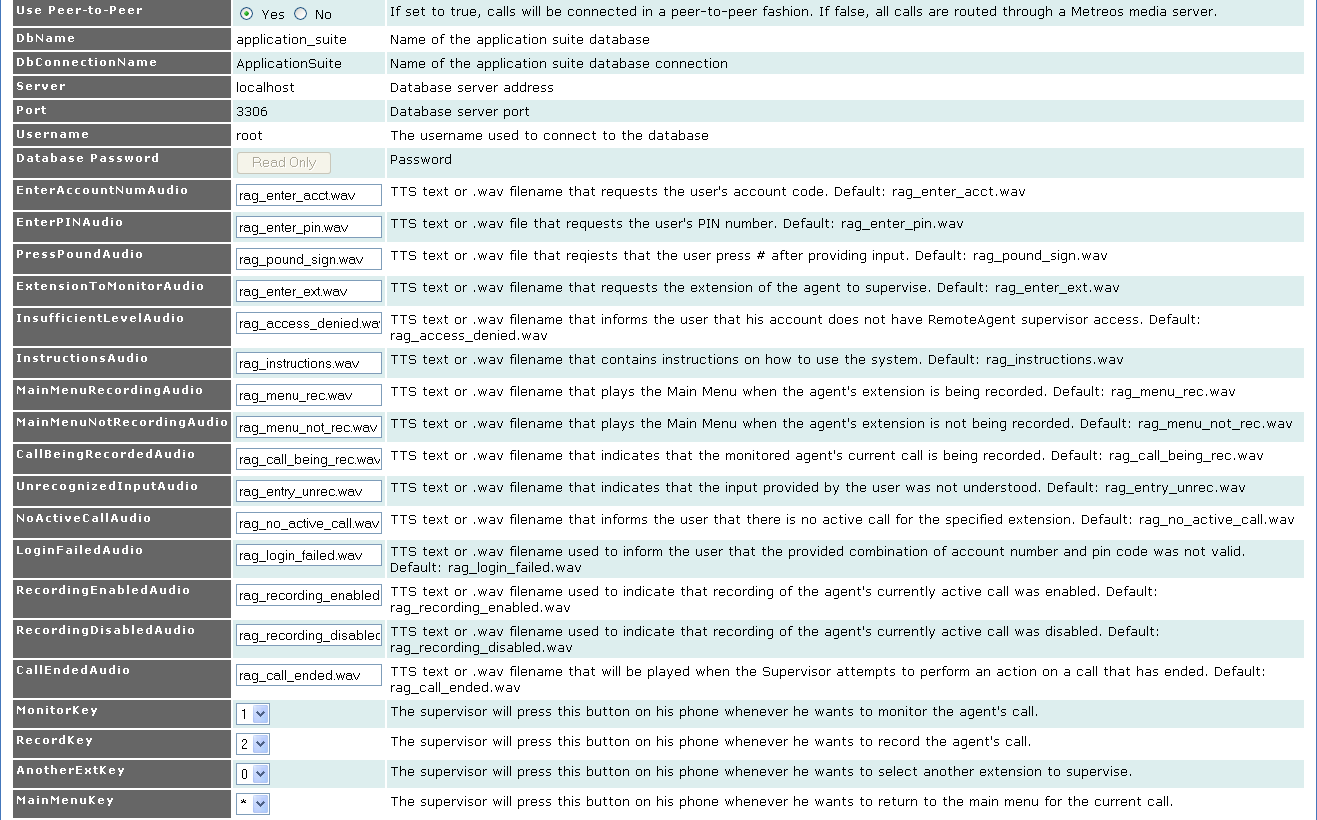 Use Peer-to-Peer Yes No If set to true, calls will be connected in a peer-to-peer fashion. If false, all calls are routed through a Metreos media server.
DbName application_suite Name of the application suite database
DbConnectionName ApplicationSuite Name of the application suite database connection
Server localhost Database server address
Port 3306 Database server port
Username root The username used to connect to the database
Database Password Read Only Password
EnterAccountNumAudio rag_enter_acct.wav TTS text or .wav filename that requests the user's account code. Default: rag_enter_acct.wav
EnterPINAudio rag_enter_pin.wav TTS text or .wav file that requests the user's PIN number. Default: rag_enter_pin.wav
PressPoundAudio rag_pound_sign.wav TTS text or .wav file that reqiests that the user press # after providing input. Default: rag_pound_sign.wav
ExtensionToMonitorAudio rag_enter_ext.wav TTS text or .wav filename that requests the extension of the agent to supervise. Default: rag_enter_ext.wav
InsufficientLevelAudio rag_access_denied.wav TTS text or .wav filename that informs the user that his account does not have RemoteAgent supervisor access. Default:
rag_access_denied.wav
InstructionsAudio rag_instructions.wav TTS text or .wav filename that contains instructions on how to use the system. Default: rag_instructions.wav
MainMenuRecordingAudio rag_menu_rec.wav TTS text or .wav filename that plays the Main Menu when the agent's extension is being recorded. Default: rag_menu_rec.wav
MainMenuNotRecordingAudio rag_menu_not_rec.wav TTS text or .wav filename that plays the Main Menu when the agent's extension is not being recorded. Default: rag_menu_not_rec.wav
CallBeingRecordedAudio rag_call_being_rec.wav TTS text or .wav filename that indicates that the monitored agent's current call is being recorded. Default: rag_call_being_rec.wav
UnrecognizedInputAudio rag_entry_unrec.wav TTS text or .wav filename that indicates that the input provided by the user was not understood. Default: rag_entry_unrec.wav
NoActiveCallAudio rag_no_active_call.wav TTS text or .wav filename that informs the user that there is no active call for the specified extension. Default: rag_no_active_call.wav
LoginFailedAudio rag_login_failed.wav TTS text or .wav filename used to inform the user that the provided combination of account number and pin code was not valid.
Default: rag_login_failed.wav
RecordingEnabledAudio rag_recording_enabled TTS text or .wav filename used to indicate that recording of the agent's currently active call was enabled. Default:
rag_recording_enabled.wav
RecordingDisabledAudio rag_recording_disabled TTS text or .wav filename used to indicate that recording of the agent's currently active call was disabled. Default:
rag_recording_disabled.wav
CallEndedAudio rag_call_ended.wav TTS text or .wav filename that will be played when the Supervisor attempts to perform an action on a call that has ended. Default:
rag_call_ended.wav
MonitorKey 1 The supervisor will press this button on his phone whenever he wants to monitor the agent's call.
RecordKey 2 The supervisor will press this button on his phone whenever he wants to record the agent's call.
AnotherExtKey 0 The supervisor will press this button on his phone whenever he wants to select another extension to supervise.
MainMenuKey * The supervisor will press this button on his phone whenever he wants to return to the main menu for the current call.